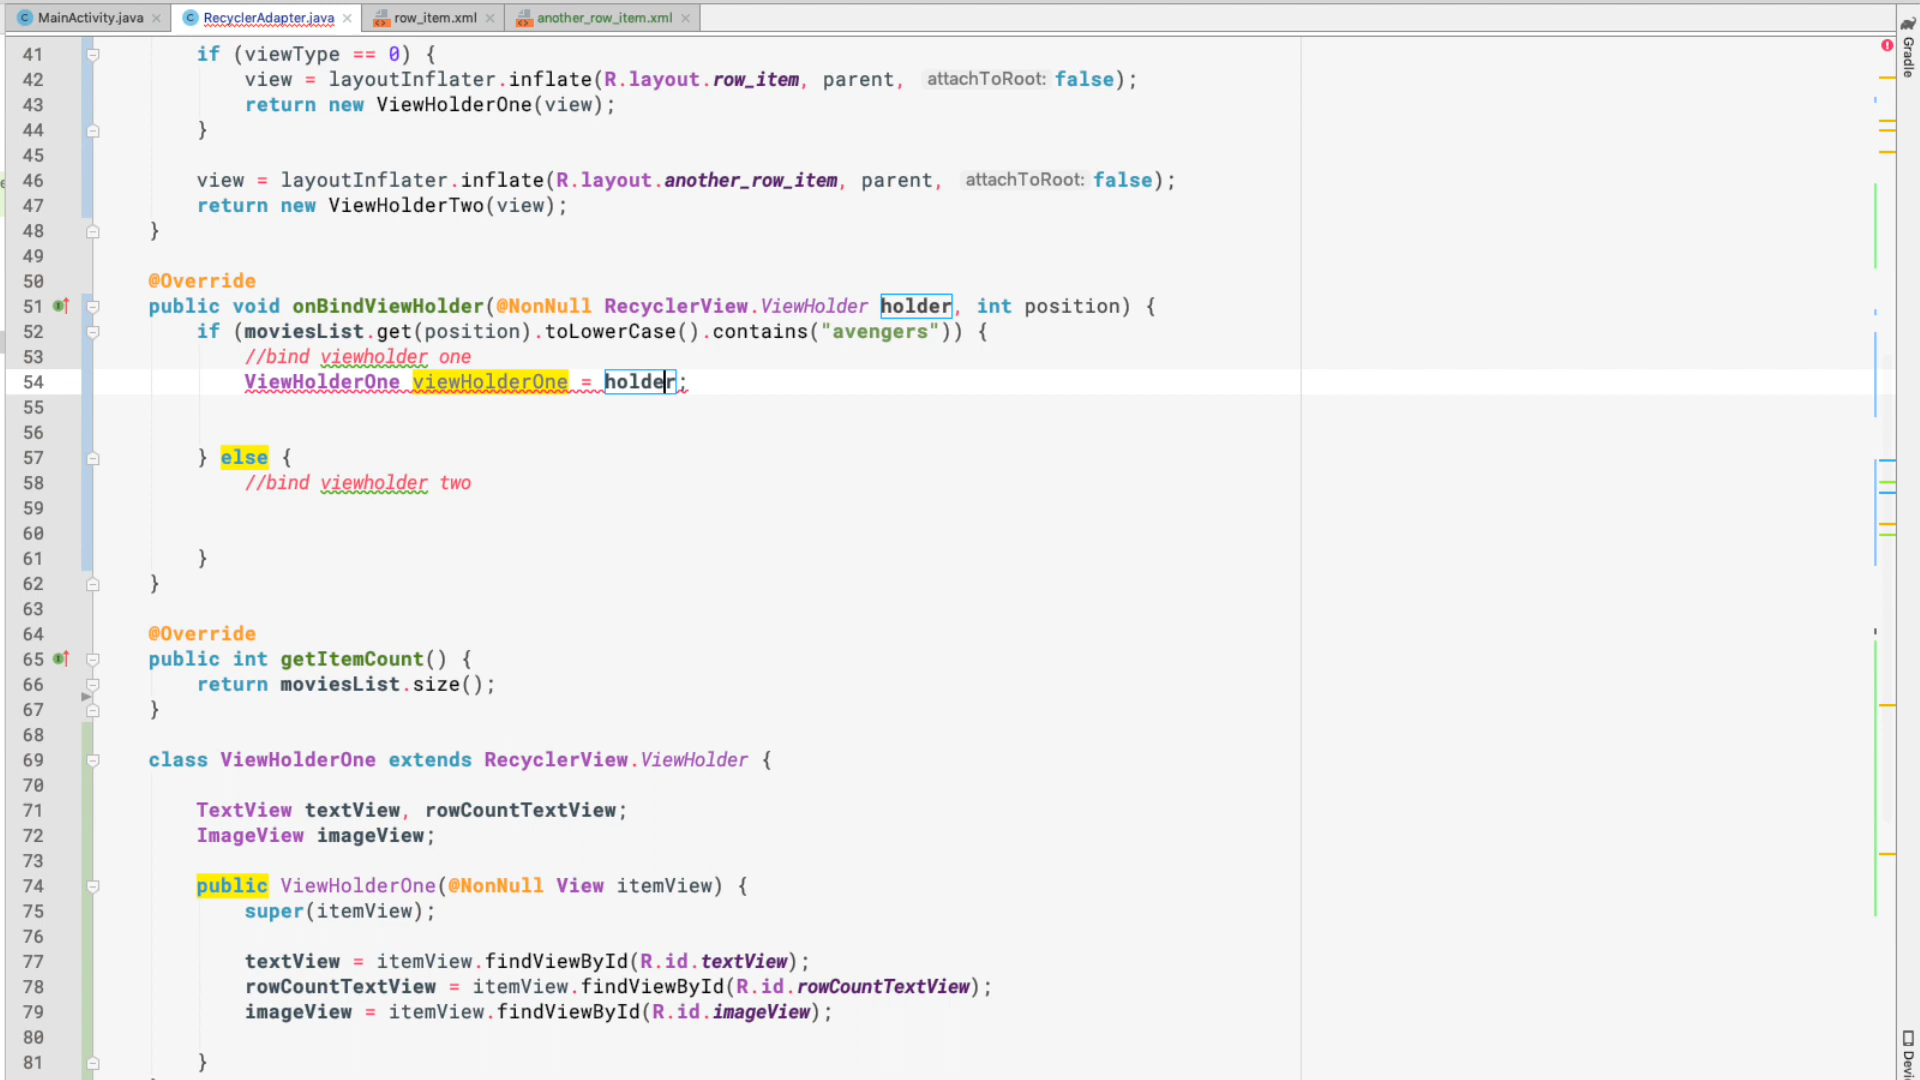 MainActivity.java
RecyclerAdapter.java
row_item.xml
another_row_item.xml
Gradle
41 if (viewType == 0) {
42 view = layoutInflater.inflate(R.layout.row_item, parent, attachToRoot: false);
43 return new ViewHolderOne(view);
44 }
45
46 view = layoutInflater.inflate(R.layout.another_row_item, parent, attachToRoot: false);
47 return new ViewHolderTwo(view);
48 }
49
50 @Override
51 public void onBindViewHolder(@NonNull RecyclerView.ViewHolder holder, int position) {
52 if (moviesList.get(position).toLowerCase().contains("avengers")) {
53 //bind viewholder one
54 ViewHolderOne viewHolderOne = holder;
55
56
57 } else {
58 //bind viewholder two
59
60
61 }
62 }
63
64 @Override
65 public int getItemCount() {
66 return moviesList.size();
67 }
68
69 class ViewHolderOne extends RecyclerView.ViewHolder {
70
71 TextView textView, rowCountTextView;
72 ImageView imageView;
73
74 public ViewHolderOne(@NonNull View itemView) {
75 super(itemView);
76
77 textView = itemView.findViewById(R.id.textView);
78 rowCountTextView = itemView.findViewById(R.id.rowCountTextView);
79 imageView = itemView.findViewById(R.id.imageView);
80
81 }